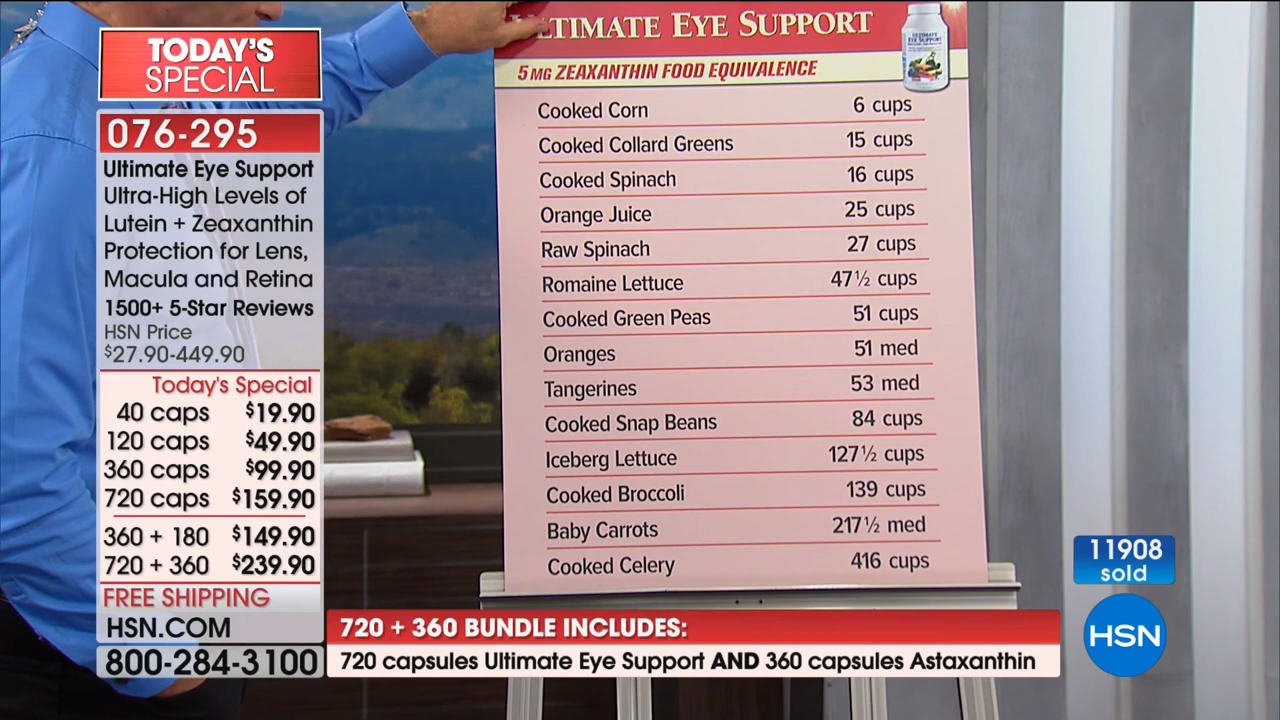 TODAY'S
SPECIAL
076-295
Ultimate Eye Support
Ultra-High Levels of
Lutein + Zeaxanthin
Protection for Lens,
Macula and Retina
1500+ 5-Star Reviews
HSN Price
$27.90-449.90
Today's Special
40 caps $19.90
120 caps $49.90
360 caps $99.90
720 caps $159.90
360 + 180 $149.90
720 + 360 $239.90
FREE SHIPPING
HSN.COM
800-284-3100
ULTIMATE EYE SUPPORT
5 MG ZEAXANTHIN FOOD EQUIVALENCE
Cooked Corn 6 cups
Cooked Collard Greens 15 cups
Cooked Spinach 16 cups
Orange Juice 25 cups
Raw Spinach 27 cups
Romaine Lettuce 47½ cups
Cooked Green Peas 51 cups
Oranges 51 med
Tangerines 53 med
Cooked Snap Beans 84 cups
Iceberg Lettuce 127½ cups
Cooked Broccoli 139 cups
Baby Carrots 217½ med
Cooked Celery 416 cups
ULTIMATE
EYE SUPPORT
720 + 360 BUNDLE INCLUDES:
720 capsules Ultimate Eye Support AND 360 capsules Astaxanthin
11908
sold
HSN